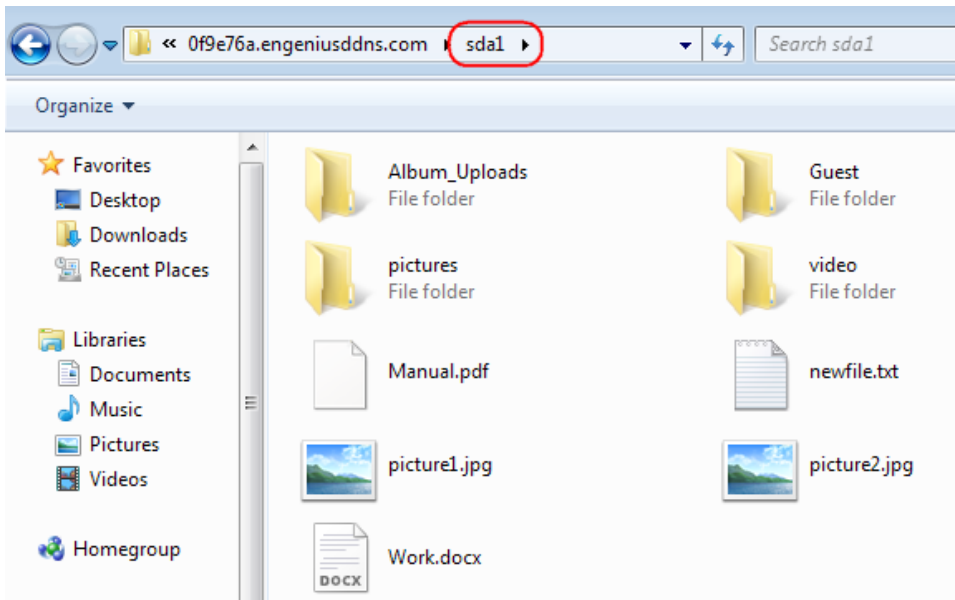 « 0f9e76a.engeniusddns.com sda1 Search sda1
Organize
Favorites
Desktop
Downloads
Recent Places
Libraries
Documents
Music
Pictures
Videos
Homegroup
Album_Uploads
File folder
Guest
File folder
pictures
File folder
video
File folder
Manual.pdf
newfile.txt
picture1.jpg
picture2.jpg
DOCX
Work.docx